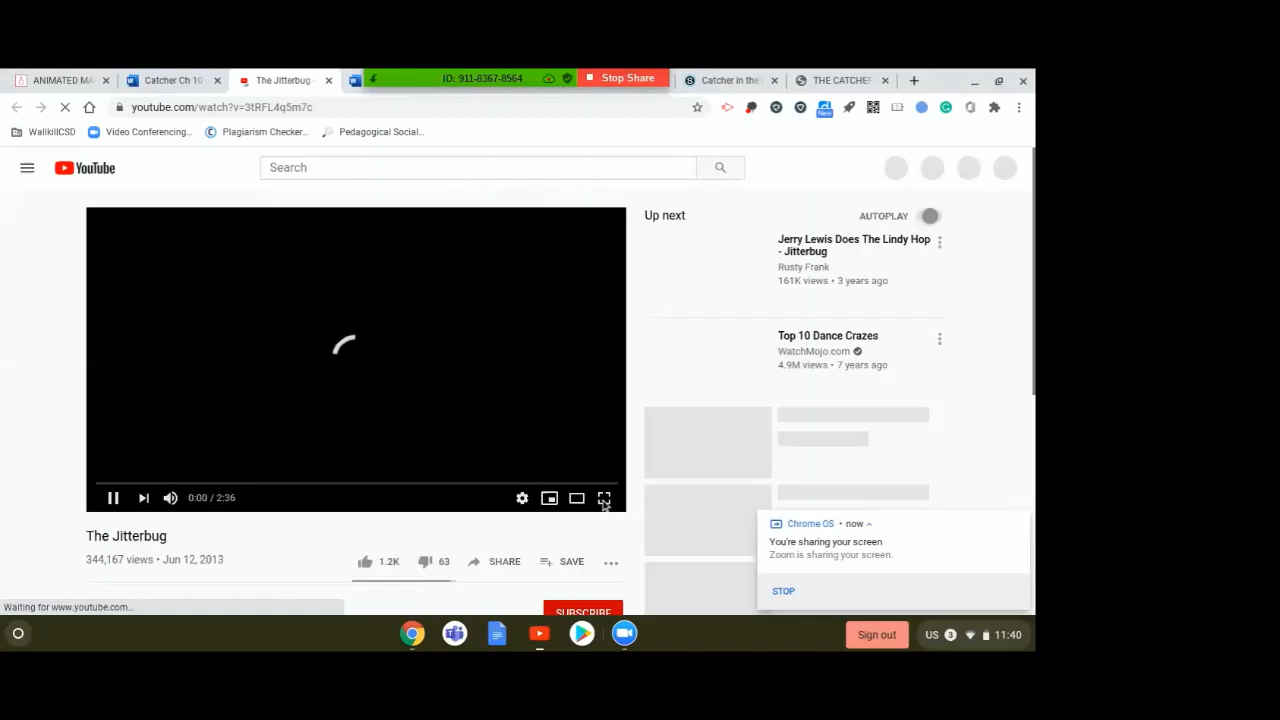 ANIMATED MA
Catcher Ch 10
The Jitterbug -
ID: 911-8367-8564
Stop Share
Catcher in the
THE CATCHER
youtube.com/watch?v=3tRFL4q5m7c
New
WallkillCSD
Video Conferencing...
Plagiarism Checker...
Pedagogical Social...
YouTube
Search
Up next
AUTOPLAY
Jerry Lewis Does The Lindy Hop
- Jitterbug
Rusty Frank
161K views • 3 years ago
Top 10 Dance Crazes
WatchMojo.com
4.9M views • 7 years ago
0:00 / 2:36
The Jitterbug
344,167 views • Jun 12, 2013
1.2K
63
SHARE
SAVE
SUBSCRIBE
Chrome OS • now
You're sharing your screen
Zoom is sharing your screen.
STOP
Waiting for www.youtube.com...
Sign out
US
3
11:40